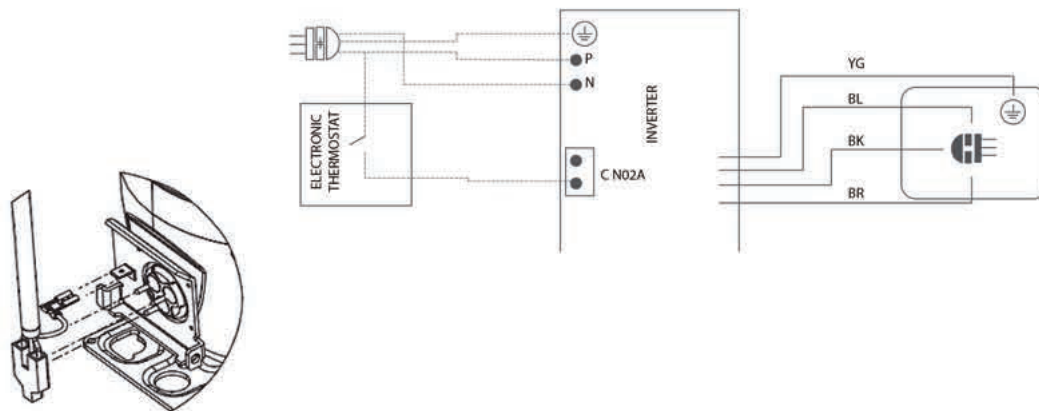 P
N
ELECTRONIC
THERMOSTAT
INVERTER
C N02A
YG
BL
BK
BR